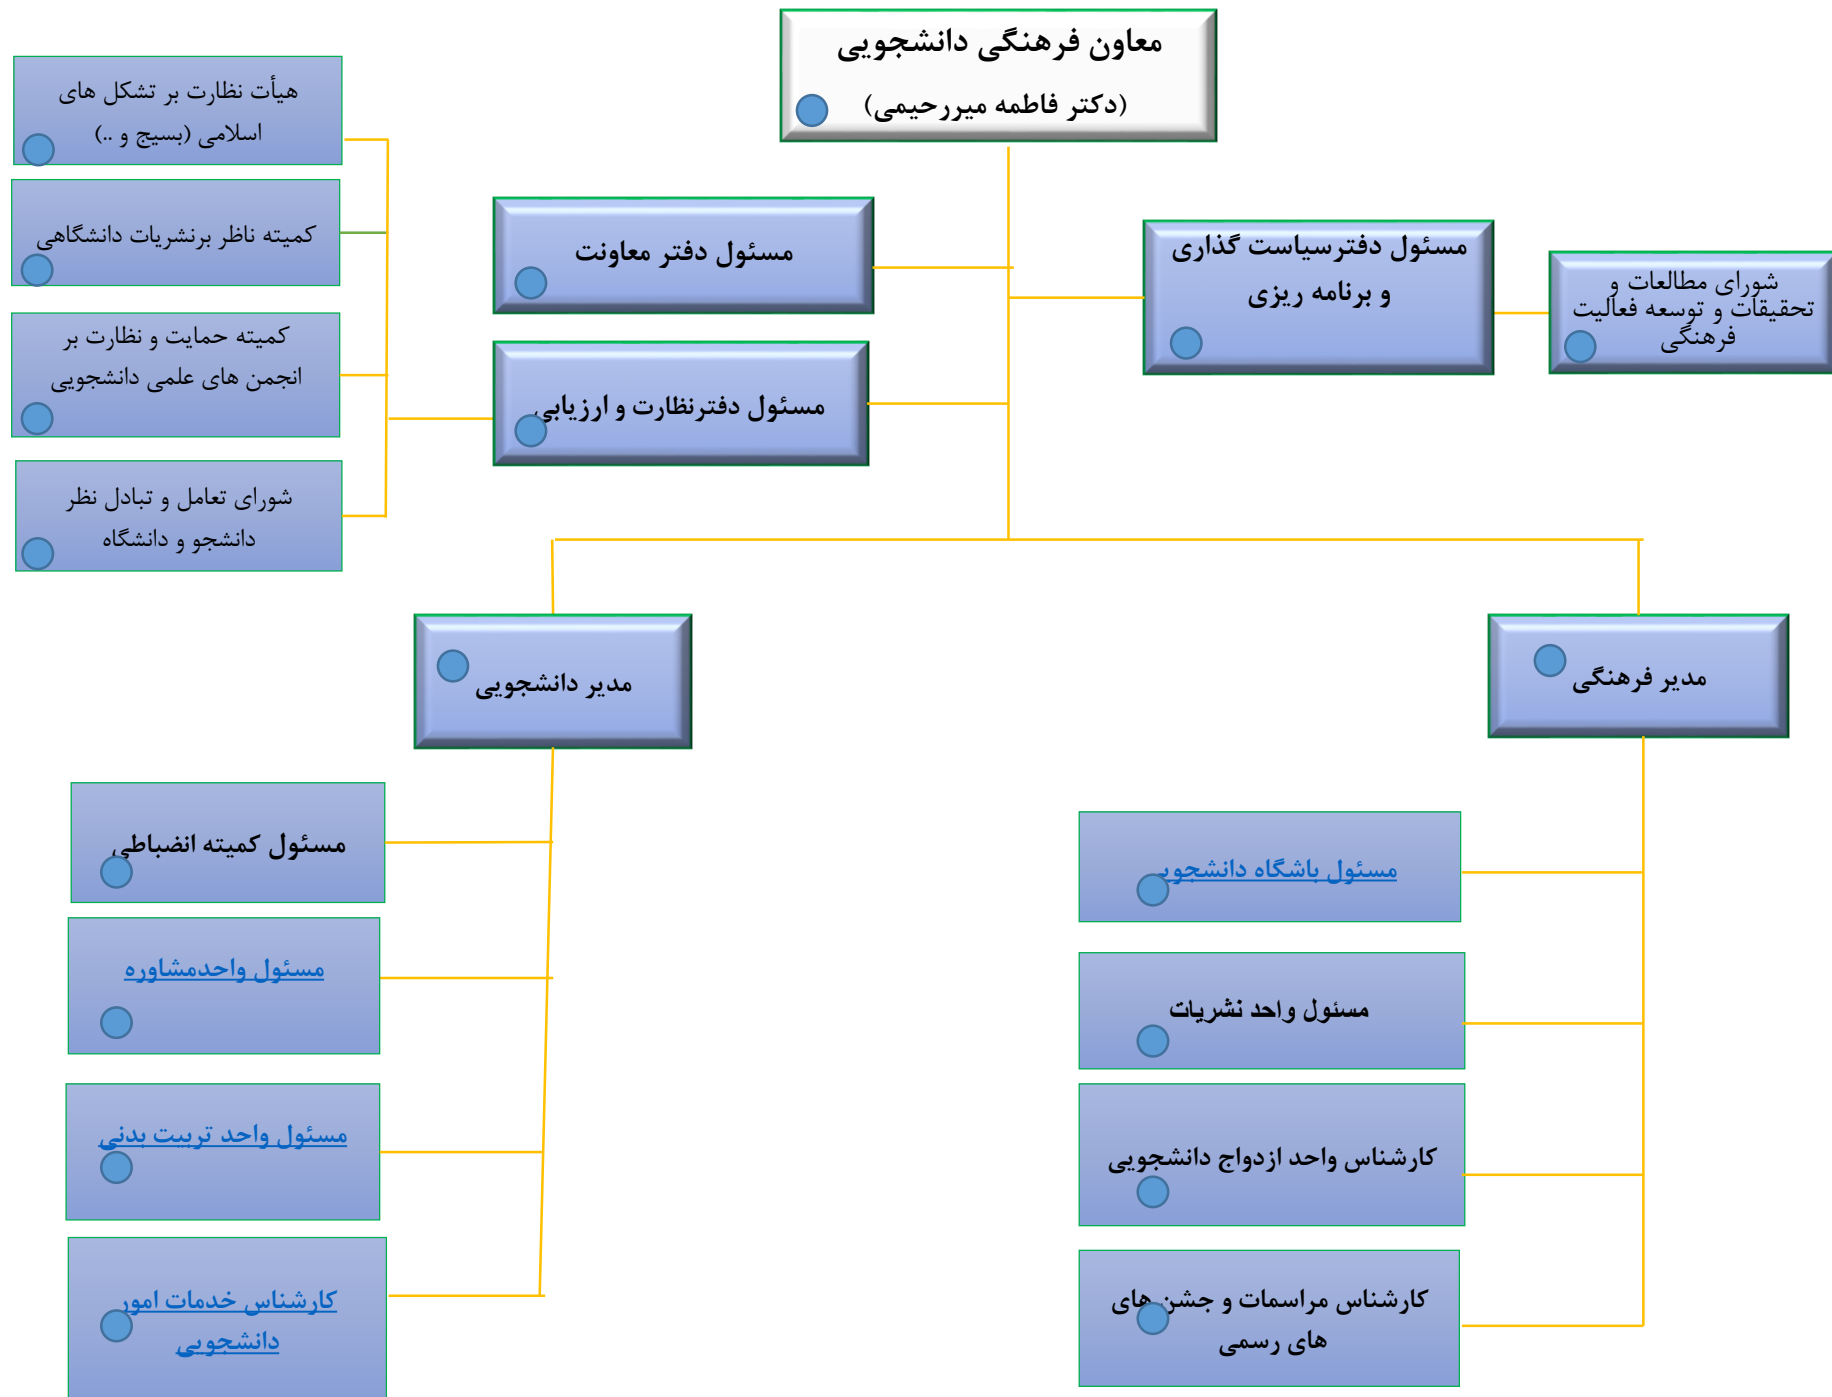 معاون فرهنگی دانشجویی
(دکتر فاطمه میررحیمی)
هیأت نظارت بر تشکل های
اسلامی (بسیج و ..)
کمیته ناظر برنشریات دانشگاهی
کمیته حمایت و نظارت بر
انجمن های علمی دانشجویی
شورای تعامل و تبادل نظر
دانشجو و دانشگاه
مسئول دفتر معاونت
مسئول دفترنظارت و ارزیابی
مسئول دفترسیاست گذاری
و برنامه ریزی
شورای مطالعات و
تحقیقات و توسعه فعالیت
فرهنگی
مدیر فرهنگی
مدیر دانشجویی
مسئول باشگاه دانشجویی
مسئول واحد نشریات
کارشناس واحد ازدواج دانشجویی
کارشناس مراسمات و جشن های
های رسمی
مسئول کمیته انضباطی
مسئول واحدمشاوره
مسئول واحد تربیت بدنی
کارشناس خدمات امور
دانشجویی